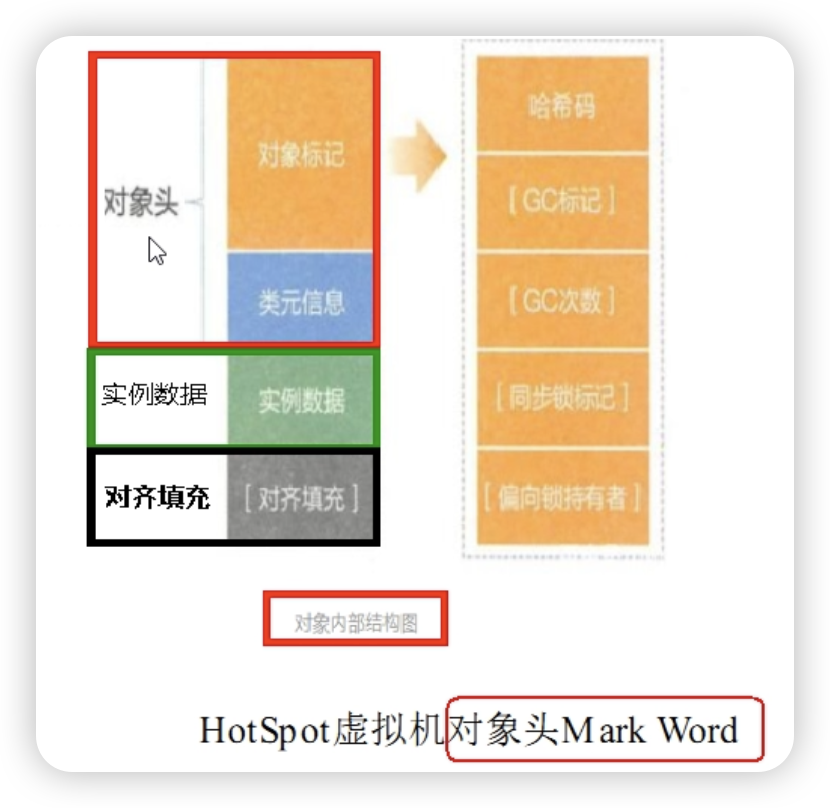 对象头
对象标记
类元信息
实例数据
实例数据
对齐填充
[ 对齐填充 ]
哈希码
[ GC标记 ]
[ GC次数 ]
[ 同步锁标记 ]
[ 偏向锁持有者 ]
对象内部结构图
HotSpot虚拟机对象头Mark Word